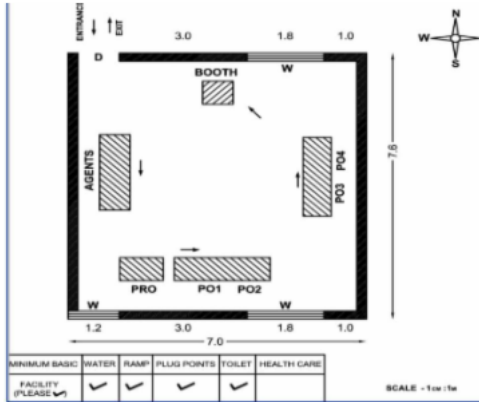 ENTRANCE
EXIT
3.0 1.8 1.0
N
W E
S
D
BOOTH
W
AGENTS
PO3 PO4
7.6
PRO PO1 PO2
W W
1.2 3.0 1.8 1.0
7.0
MINIMUM BASIC WATER RAMP PLUG POINTS TOILET HEALTH CARE
FACILITY
(PLEASE ✔) ✔ ✔ ✔ ✔
SCALE - 1CM :1M